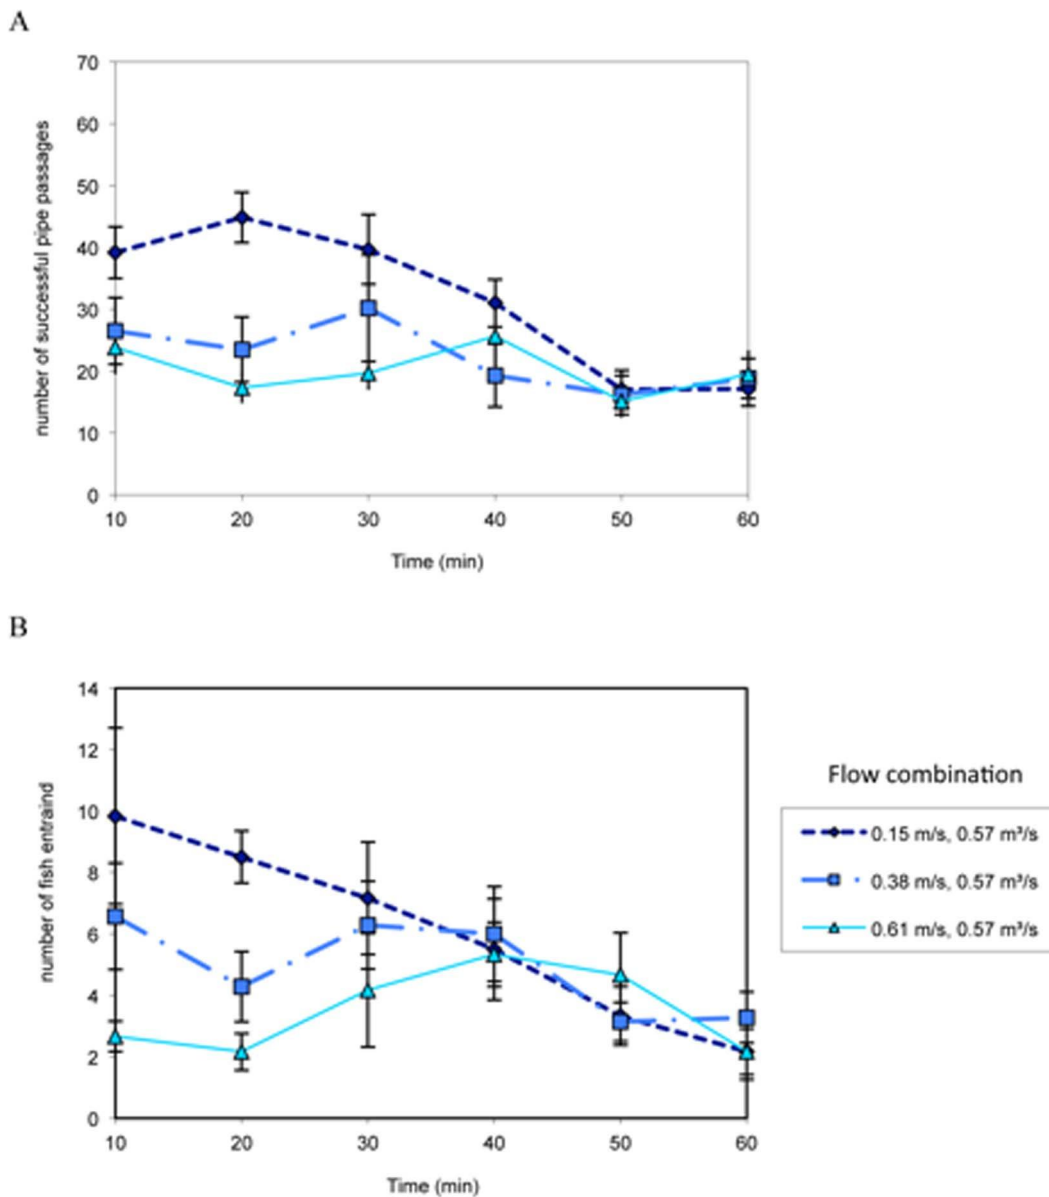 A
70
60
50
40
30
20
10
0
number of successful pipe passages
10 20 30 40 50 60
Time (min)
B
14
12
10
8
6
4
2
0
number of fish entraind
10 20 30 40 50 60
Time (min)
Flow combination
0.15 m/s, 0.57 m³/s
0.38 m/s, 0.57 m³/s
0.61 m/s, 0.57 m³/s